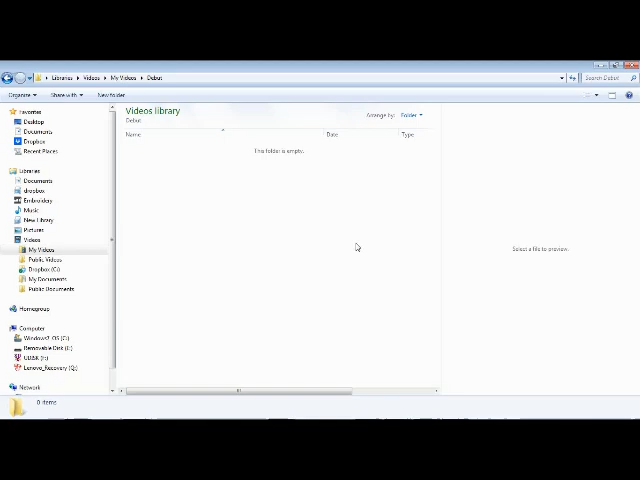 Libraries Videos My Videos Debut Search Debut
Organize Share with New folder
Favorites
Desktop
Documents
Dropbox
Recent Places
Libraries
Documents
dropbox
Embroidery
Music
New Library
Pictures
Videos
My Videos
Public Videos
Dropbox (C:)
My Documents
Public Documents
Homegroup
Computer
Windows7_OS (C:)
Removable Disk (E:)
UDISK (F:)
Lenovo_Recovery (Q:)
Network
Videos library
Debut
Arrange by: Folder
Name Date Type
This folder is empty.
Select a file to preview.
0 items